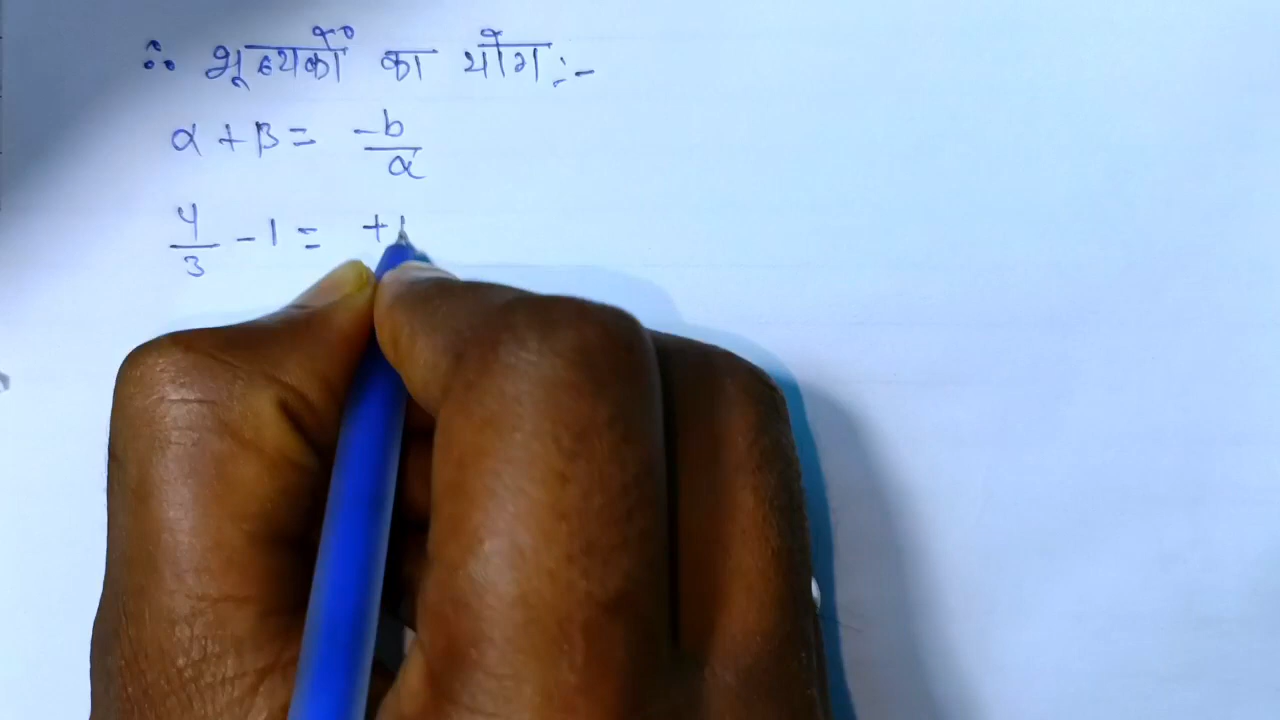 ∴ शून्यकों का योग:-
α + β = -b/a
4/3 - 1 = +1